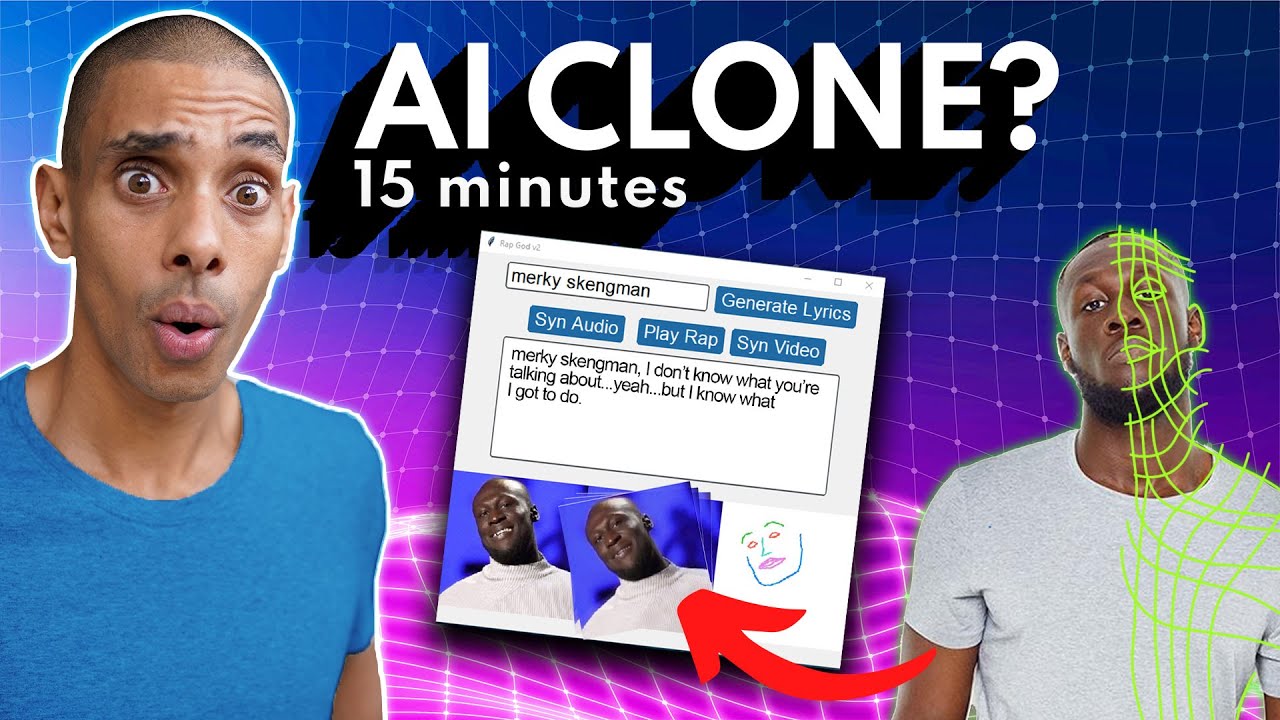 AI CLONE?
15 minutes
Rap God v2
merky skengman
Generate Lyrics
Syn Audio
Play Rap
Syn Video
merky skengman, I don't know what you're
talking about...yeah...but I know what
I got to do.